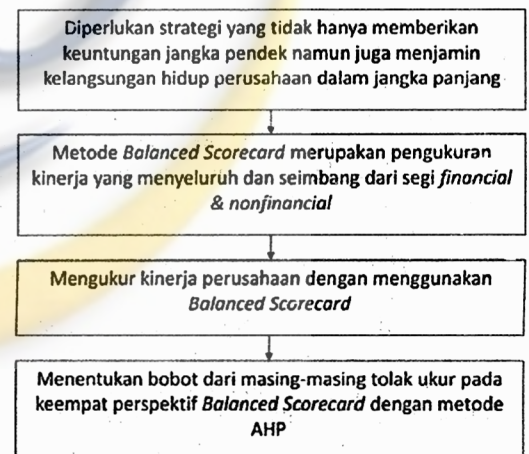 Diperlukan strategi yang tidak hanya memberikan
keuntungan jangka pendek namun juga menjamin
kelangsungan hidup perusahaan dalam jangka panjang
Metode Balanced Scorecard merupakan pengukuran
kinerja yang menyeluruh dan seimbang dari segi financial
& nonfinancial
Mengukur kinerja perusahaan dengan menggunakan
Balanced Scorecard
Menentukan bobot dari masing-masing tolak ukur pada
keempat perspektif Balanced Scorecard dengan metode
AHP